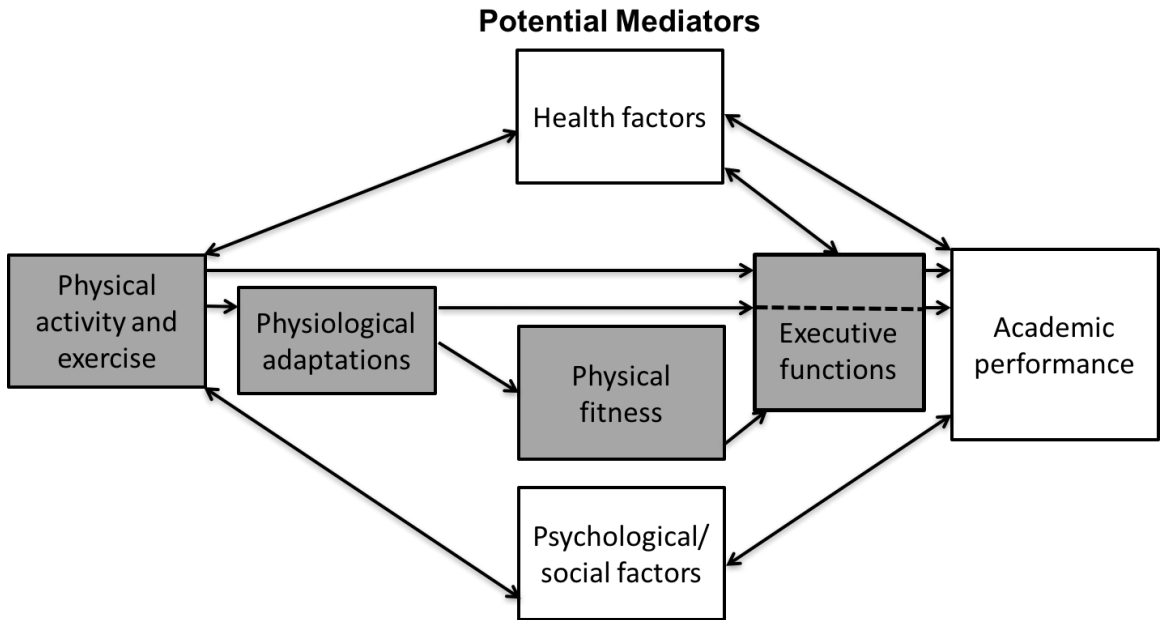 Potential Mediators
Health factors
Physical
activity and
exercise
Physiological
adaptations
Physical
fitness
Executive
functions
Academic
performance
Psychological/
social factors